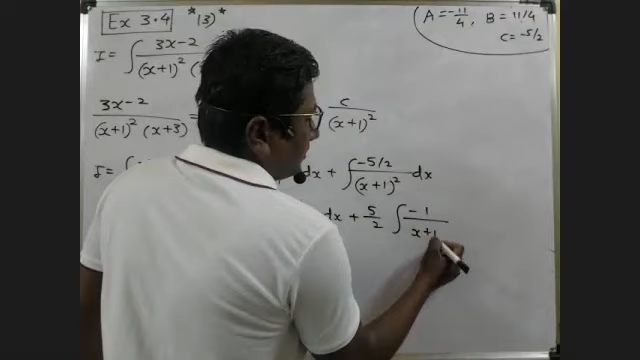 Ex 3.4 *(3)*
A = -11/4 , B = 11/4
C = -5/2
I = ∫ 3x-2 / (x+1)² (
3x-2 / (x+1)² (x+3) = C / (x+1)²
I = ∫ dx + ∫ -5/2 / (x+1)² dx
dx + 5/2 ∫ -1 / x+1